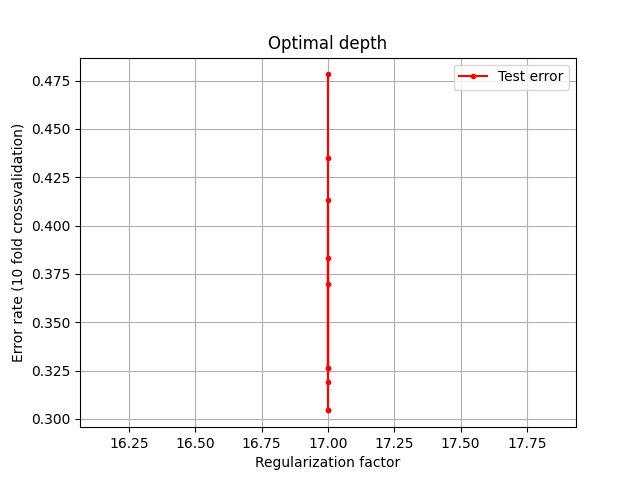 Optimal depth
Test error
Error rate (10 fold crossvalidation)
0.475
0.450
0.425
0.400
0.375
0.350
0.325
0.300
16.25 16.50 16.75 17.00 17.25 17.50 17.75
Regularization factor